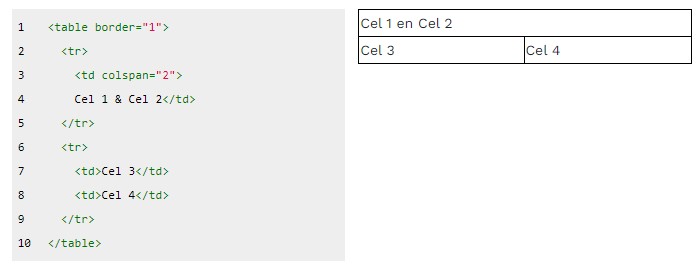 1 <table border="1">
2 <tr>
3 <td colspan="2">
4 Cel 1 & Cel 2</td>
5 </tr>
6 <tr>
7 <td>Cel 3</td>
8 <td>Cel 4</td>
9 </tr>
10 </table>
Cel 1 en Cel 2
Cel 3 Cel 4